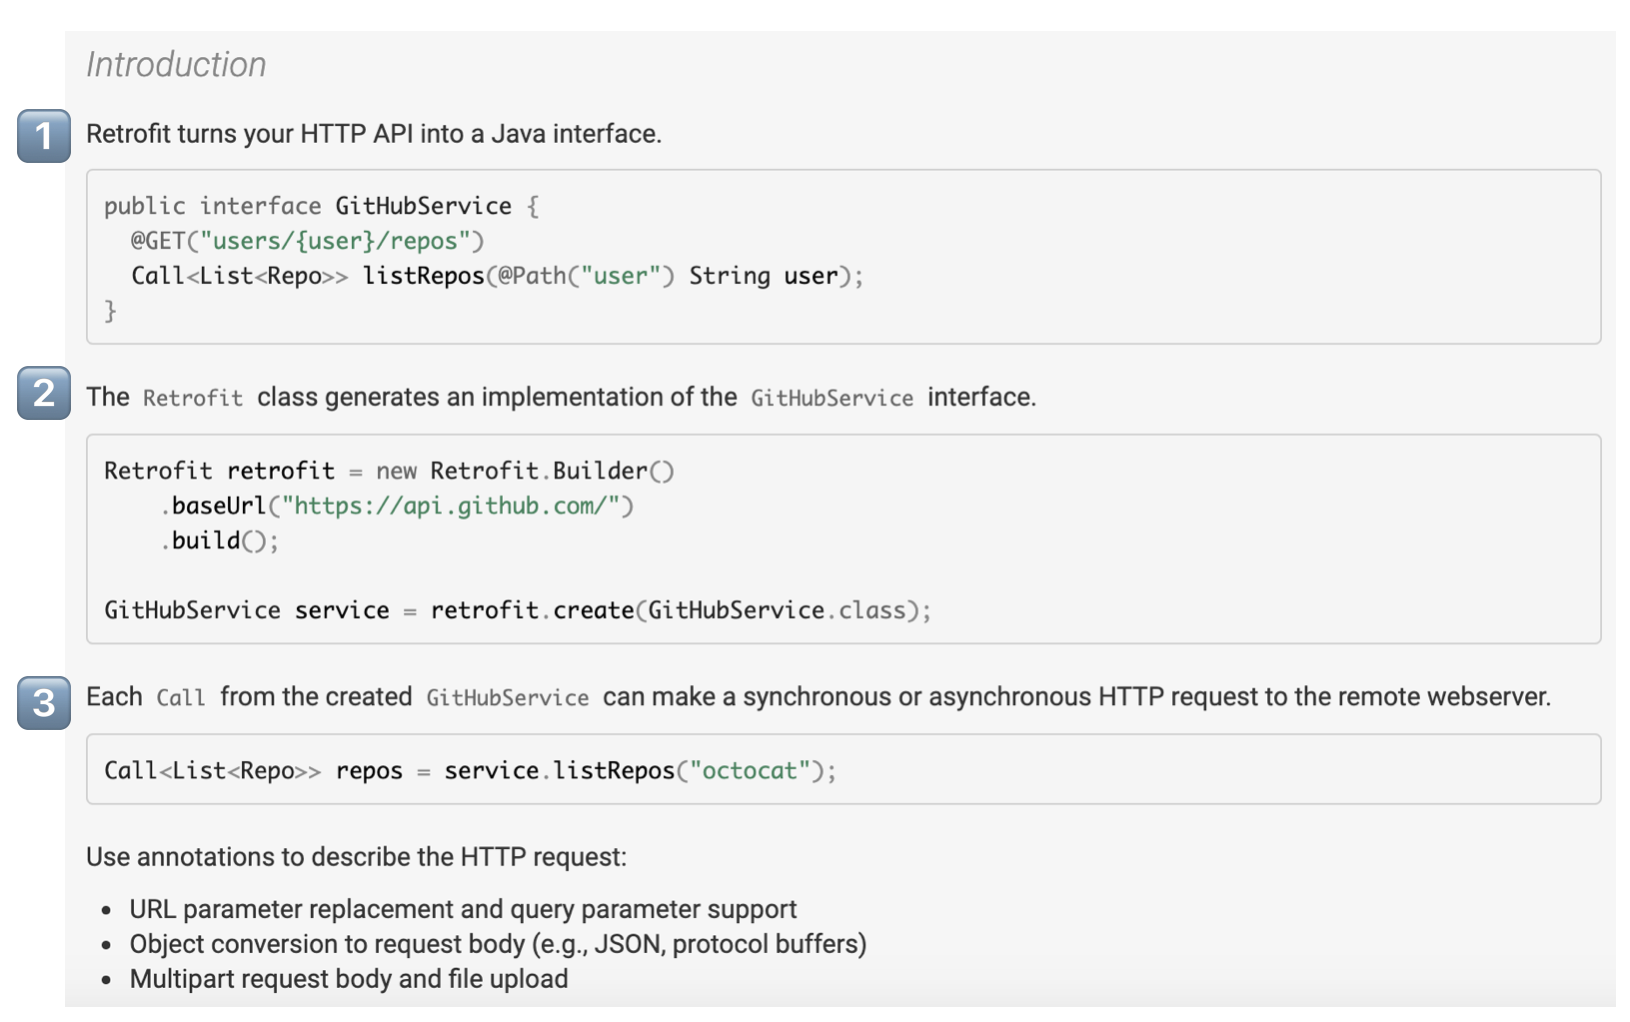 Introduction
1 Retrofit turns your HTTP API into a Java interface.
public interface GitHubService {
  @GET("users/{user}/repos")
  Call<List<Repo>> listRepos(@Path("user") String user);
}
2 The Retrofit class generates an implementation of the GitHubService interface.
Retrofit retrofit = new Retrofit.Builder()
    .baseUrl("https://api.github.com/")
    .build();
GitHubService service = retrofit.create(GitHubService.class);
3 Each Call from the created GitHubService can make a synchronous or asynchronous HTTP request to the remote webserver.
Call<List<Repo>> repos = service.listRepos("octocat");
Use annotations to describe the HTTP request:
• URL parameter replacement and query parameter support
• Object conversion to request body (e.g., JSON, protocol buffers)
• Multipart request body and file upload